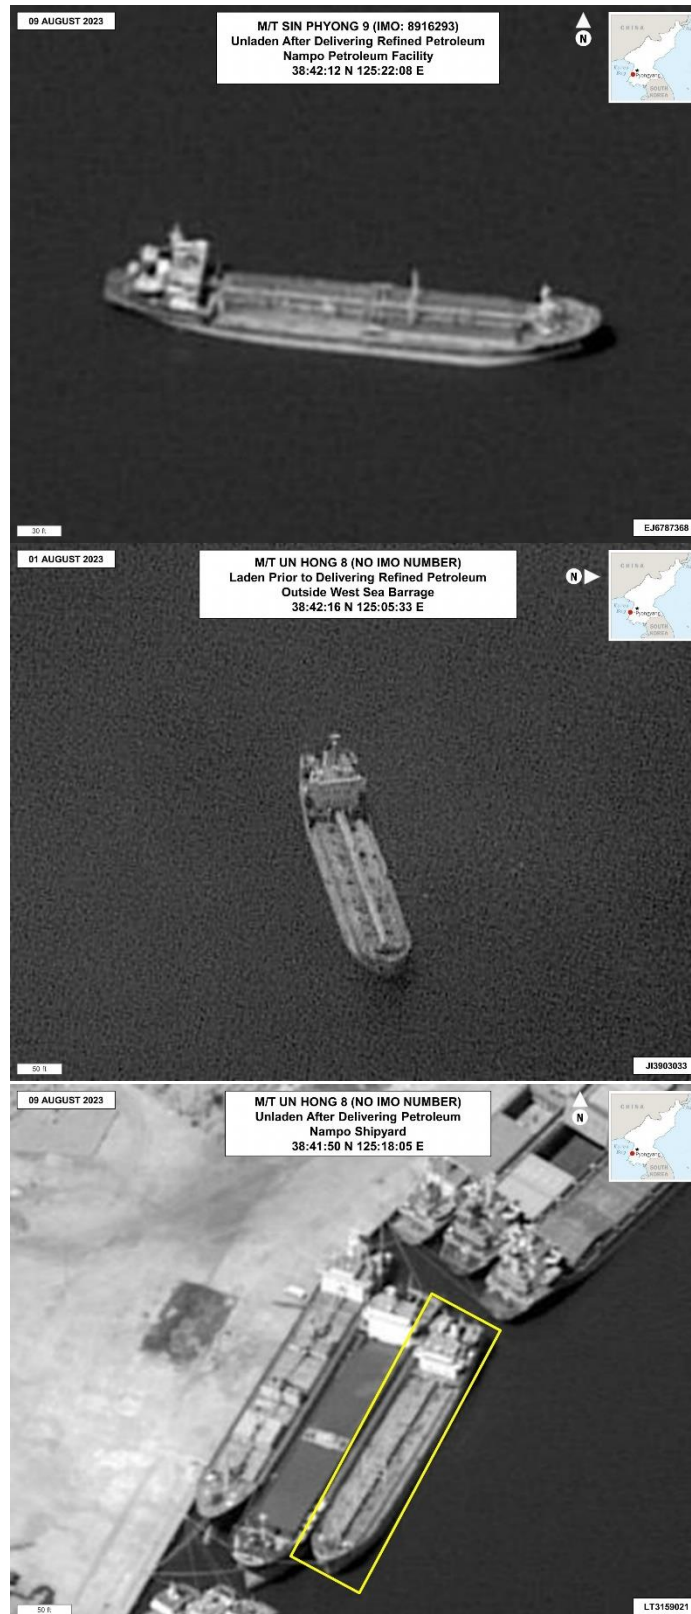 09 AUGUST 2023
M/T SIN PHYONG 9 (IMO: 8916293)
Unladen After Delivering Refined Petroleum
Nampo Petroleum Facility
38:42:12 N 125:22:08 E
N
CHINA
Pyongyang
SOUTH
KOREA
30 ft
EJ6787368
01 AUGUST 2023
M/T UN HONG 8 (NO IMO NUMBER)
Laden Prior to Delivering Refined Petroleum
Outside West Sea Barrage
38:42:16 N 125:05:33 E
N
CHINA
Pyongyang
SOUTH
KOREA
50 ft
JI3903033
09 AUGUST 2023
M/T UN HONG 8 (NO IMO NUMBER)
Unladen After Delivering Petroleum
Nampo Shipyard
38:41:50 N 125:18:05 E
N
CHINA
Pyongyang
SOUTH
KOREA
50 ft
LT3159021